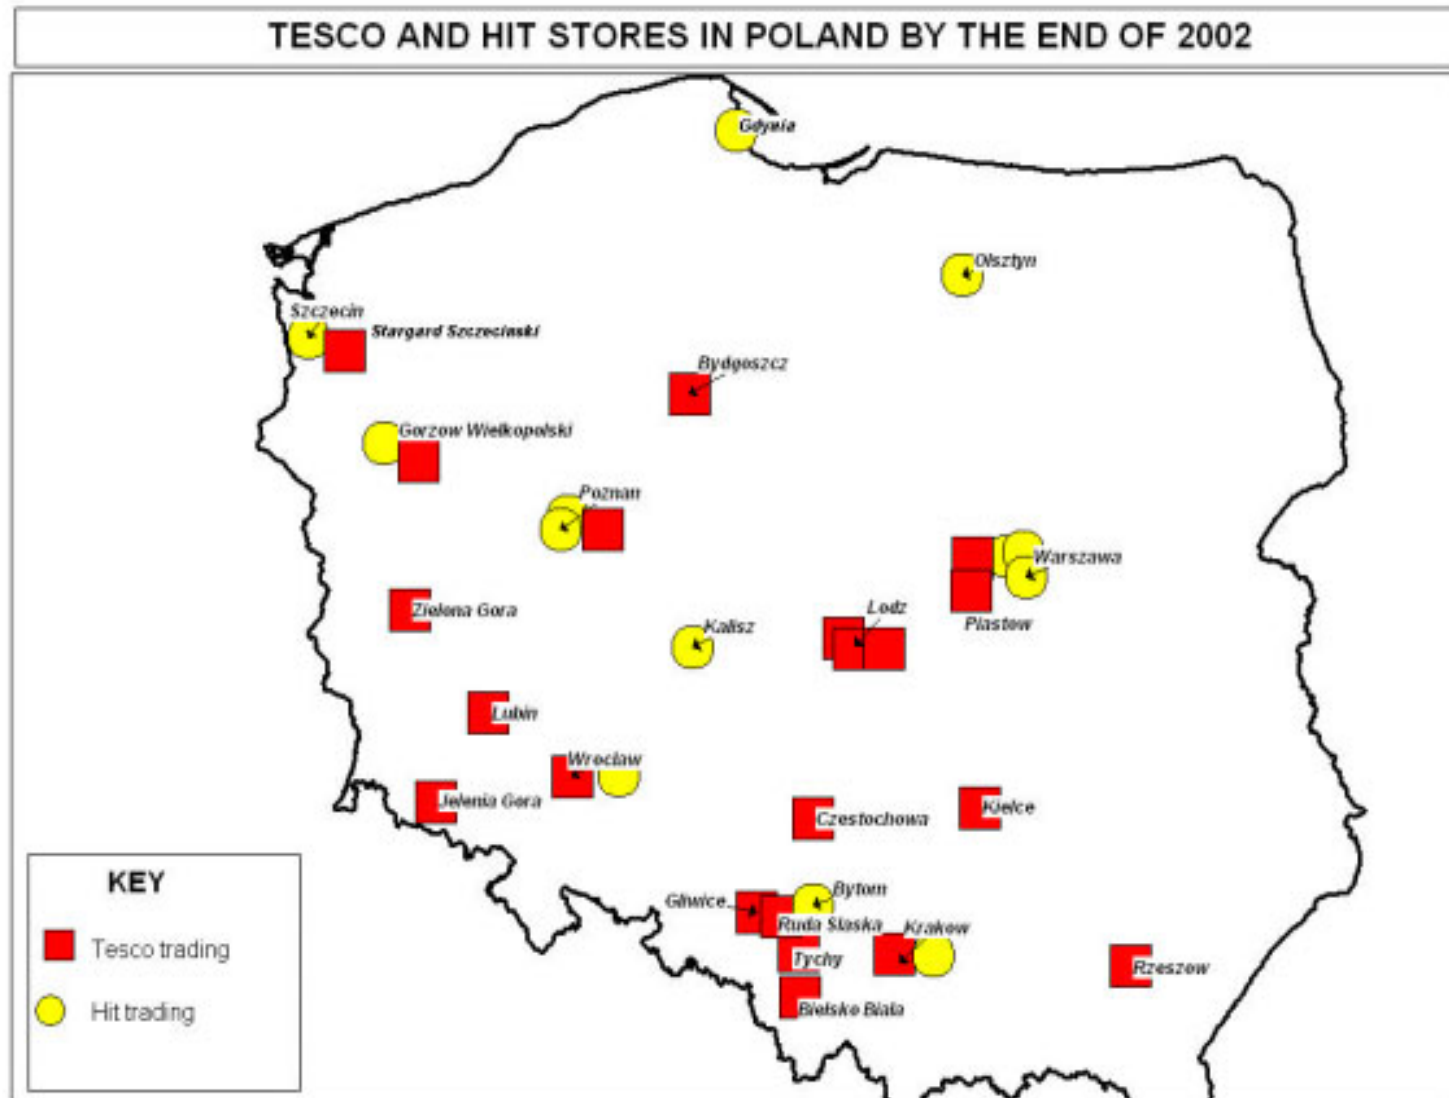 TESCO AND HIT STORES IN POLAND BY THE END OF 2002
Gdynia
Olsztyn
Szczecin
Stargard Szczecinski
Bydgoszcz
Gorzow Wielkopolski
Poznan
Warszawa
Zielona Gora
Lodz
Piastow
Kalisz
Lubin
Wroclaw
Jelenia Gora
Kielce
Czestochowa
KEY
Bytom
Gliwice
Ruda Slaska
Krakow
Tesco trading
Tychy
Rzeszow
Bielsko Biala
Hit trading